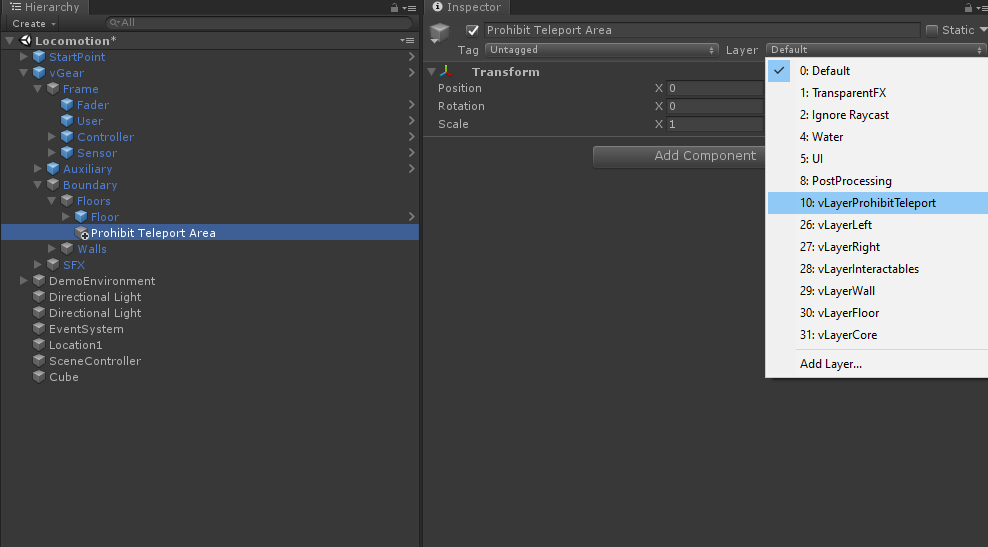 Hierarchy
Create
All
Locomotion*
StartPoint
vGear
Frame
Fader
User
Controller
Sensor
Auxiliary
Boundary
Floors
Floor
Prohibit Teleport Area
Walls
SFX
DemoEnvironment
Directional Light
Directional Light
EventSystem
Location1
SceneController
Cube
Inspector
Prohibit Teleport Area
Static
Tag Untagged Layer Default
Transform
Position X 0
Rotation X 0
Scale X 1
Add Component
0: Default
1: TransparentFX
2: Ignore Raycast
4: Water
5: UI
8: PostProcessing
10: vLayerProhibitTeleport
26: vLayerLeft
27: vLayerRight
28: vLayerInteractables
29: vLayerWall
30: vLayerFloor
31: vLayerCore
Add Layer...